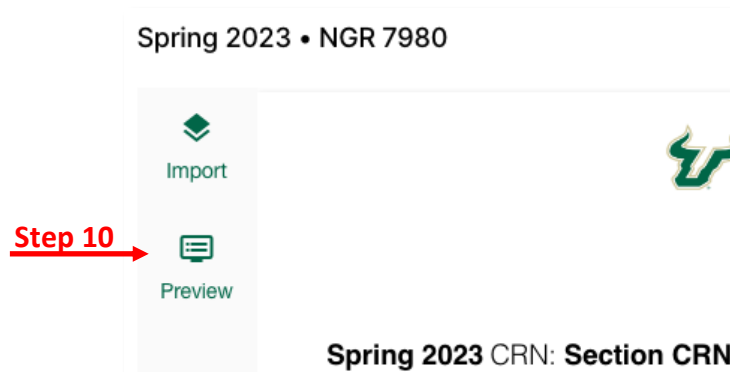 Spring 2023 • NGR 7980
Import
Step 10
Preview
Spring 2023 CRN: Section CRN